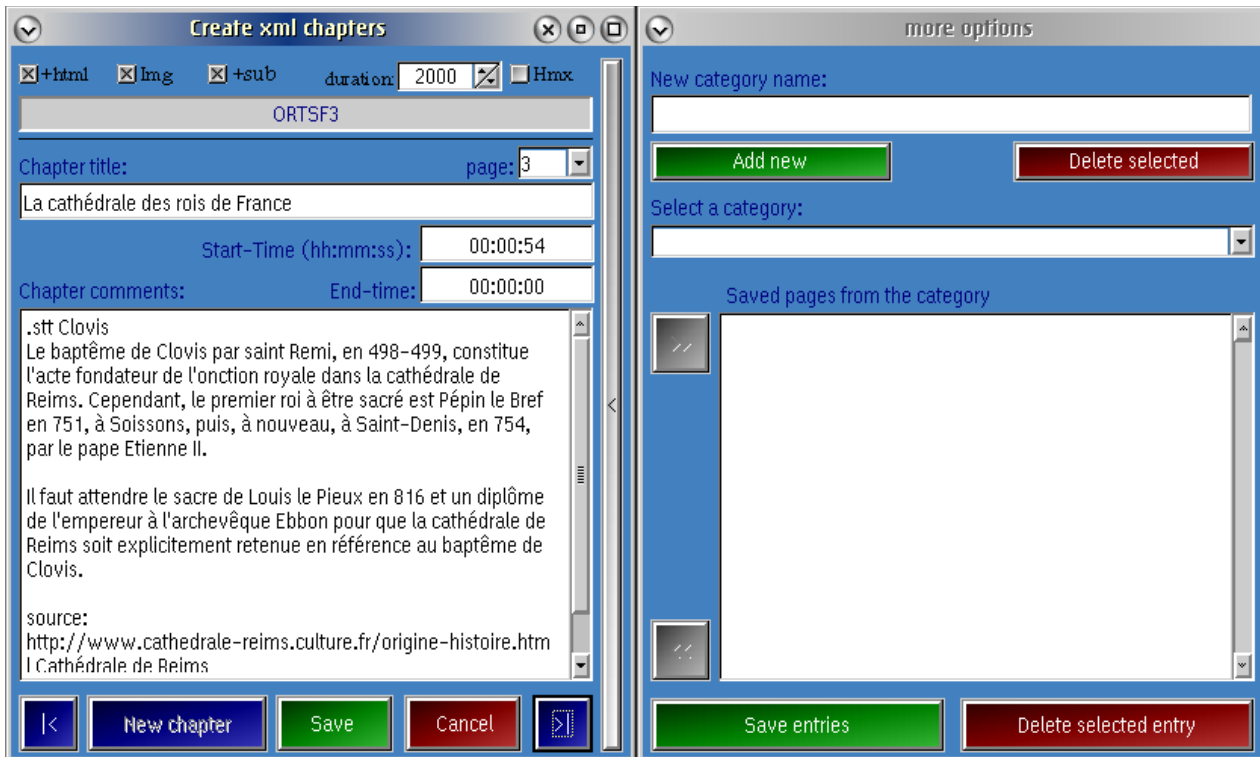 Create xml chapters
+html Img +sub duration: 2000 Hmx
ORTSF3
Chapter title: page: 3
La cathédrale des rois de France
Start-Time (hh:mm:ss): 00:00:54
Chapter comments: End-time: 00:00:00
.stt Clovis
Le baptême de Clovis par saint Remi, en 498-499, constitue
l'acte fondateur de l'onction royale dans la cathédrale de
Reims. Cependant, le premier roi à être sacré est Pépin le Bref
en 751, à Soissons, puis, à nouveau, à Saint-Denis, en 754,
par le pape Etienne II.
Il faut attendre le sacre de Louis le Pieux en 816 et un diplôme
de l'empereur à l'archevêque Ebbon pour que la cathédrale de
Reims soit explicitement retenue en référence au baptême de
Clovis.
source:
http://www.cathedrale-reims.culture.fr/origine-histoire.htm
l Cathédrale de Reims
|< New chapter Save Cancel >|
<
more options
New category name:
Add new Delete selected
Select a category:
Saved pages from the category
>>
<<
Save entries Delete selected entry